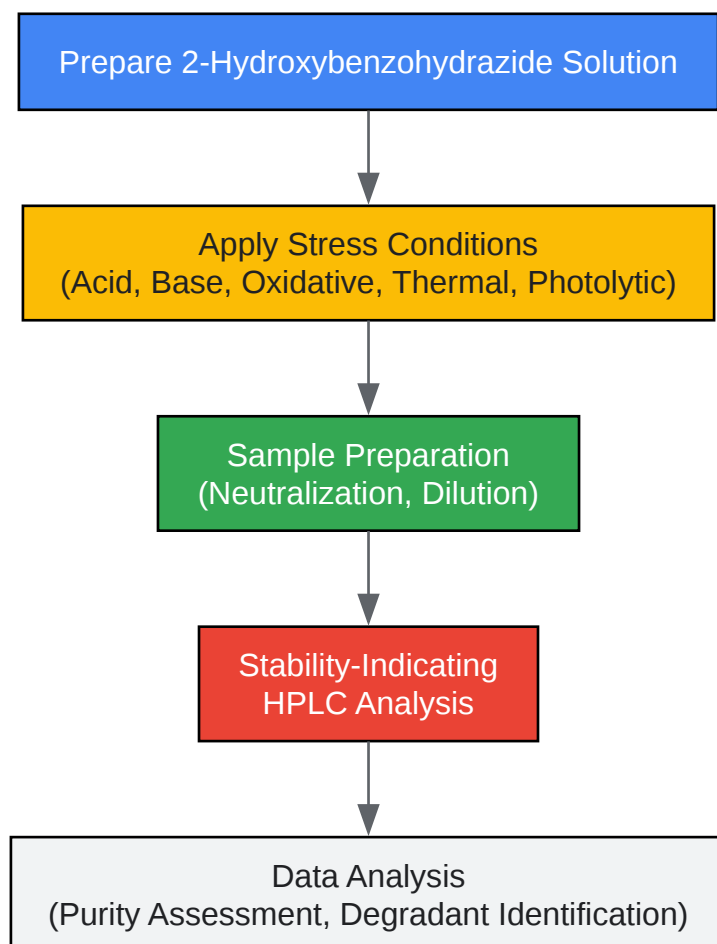 Prepare 2-Hydroxybenzohydrazide Solution
Apply Stress Conditions
(Acid, Base, Oxidative, Thermal, Photolytic)
Sample Preparation
(Neutralization, Dilution)
Stability-Indicating
HPLC Analysis
Data Analysis
(Purity Assessment, Degradant Identification)